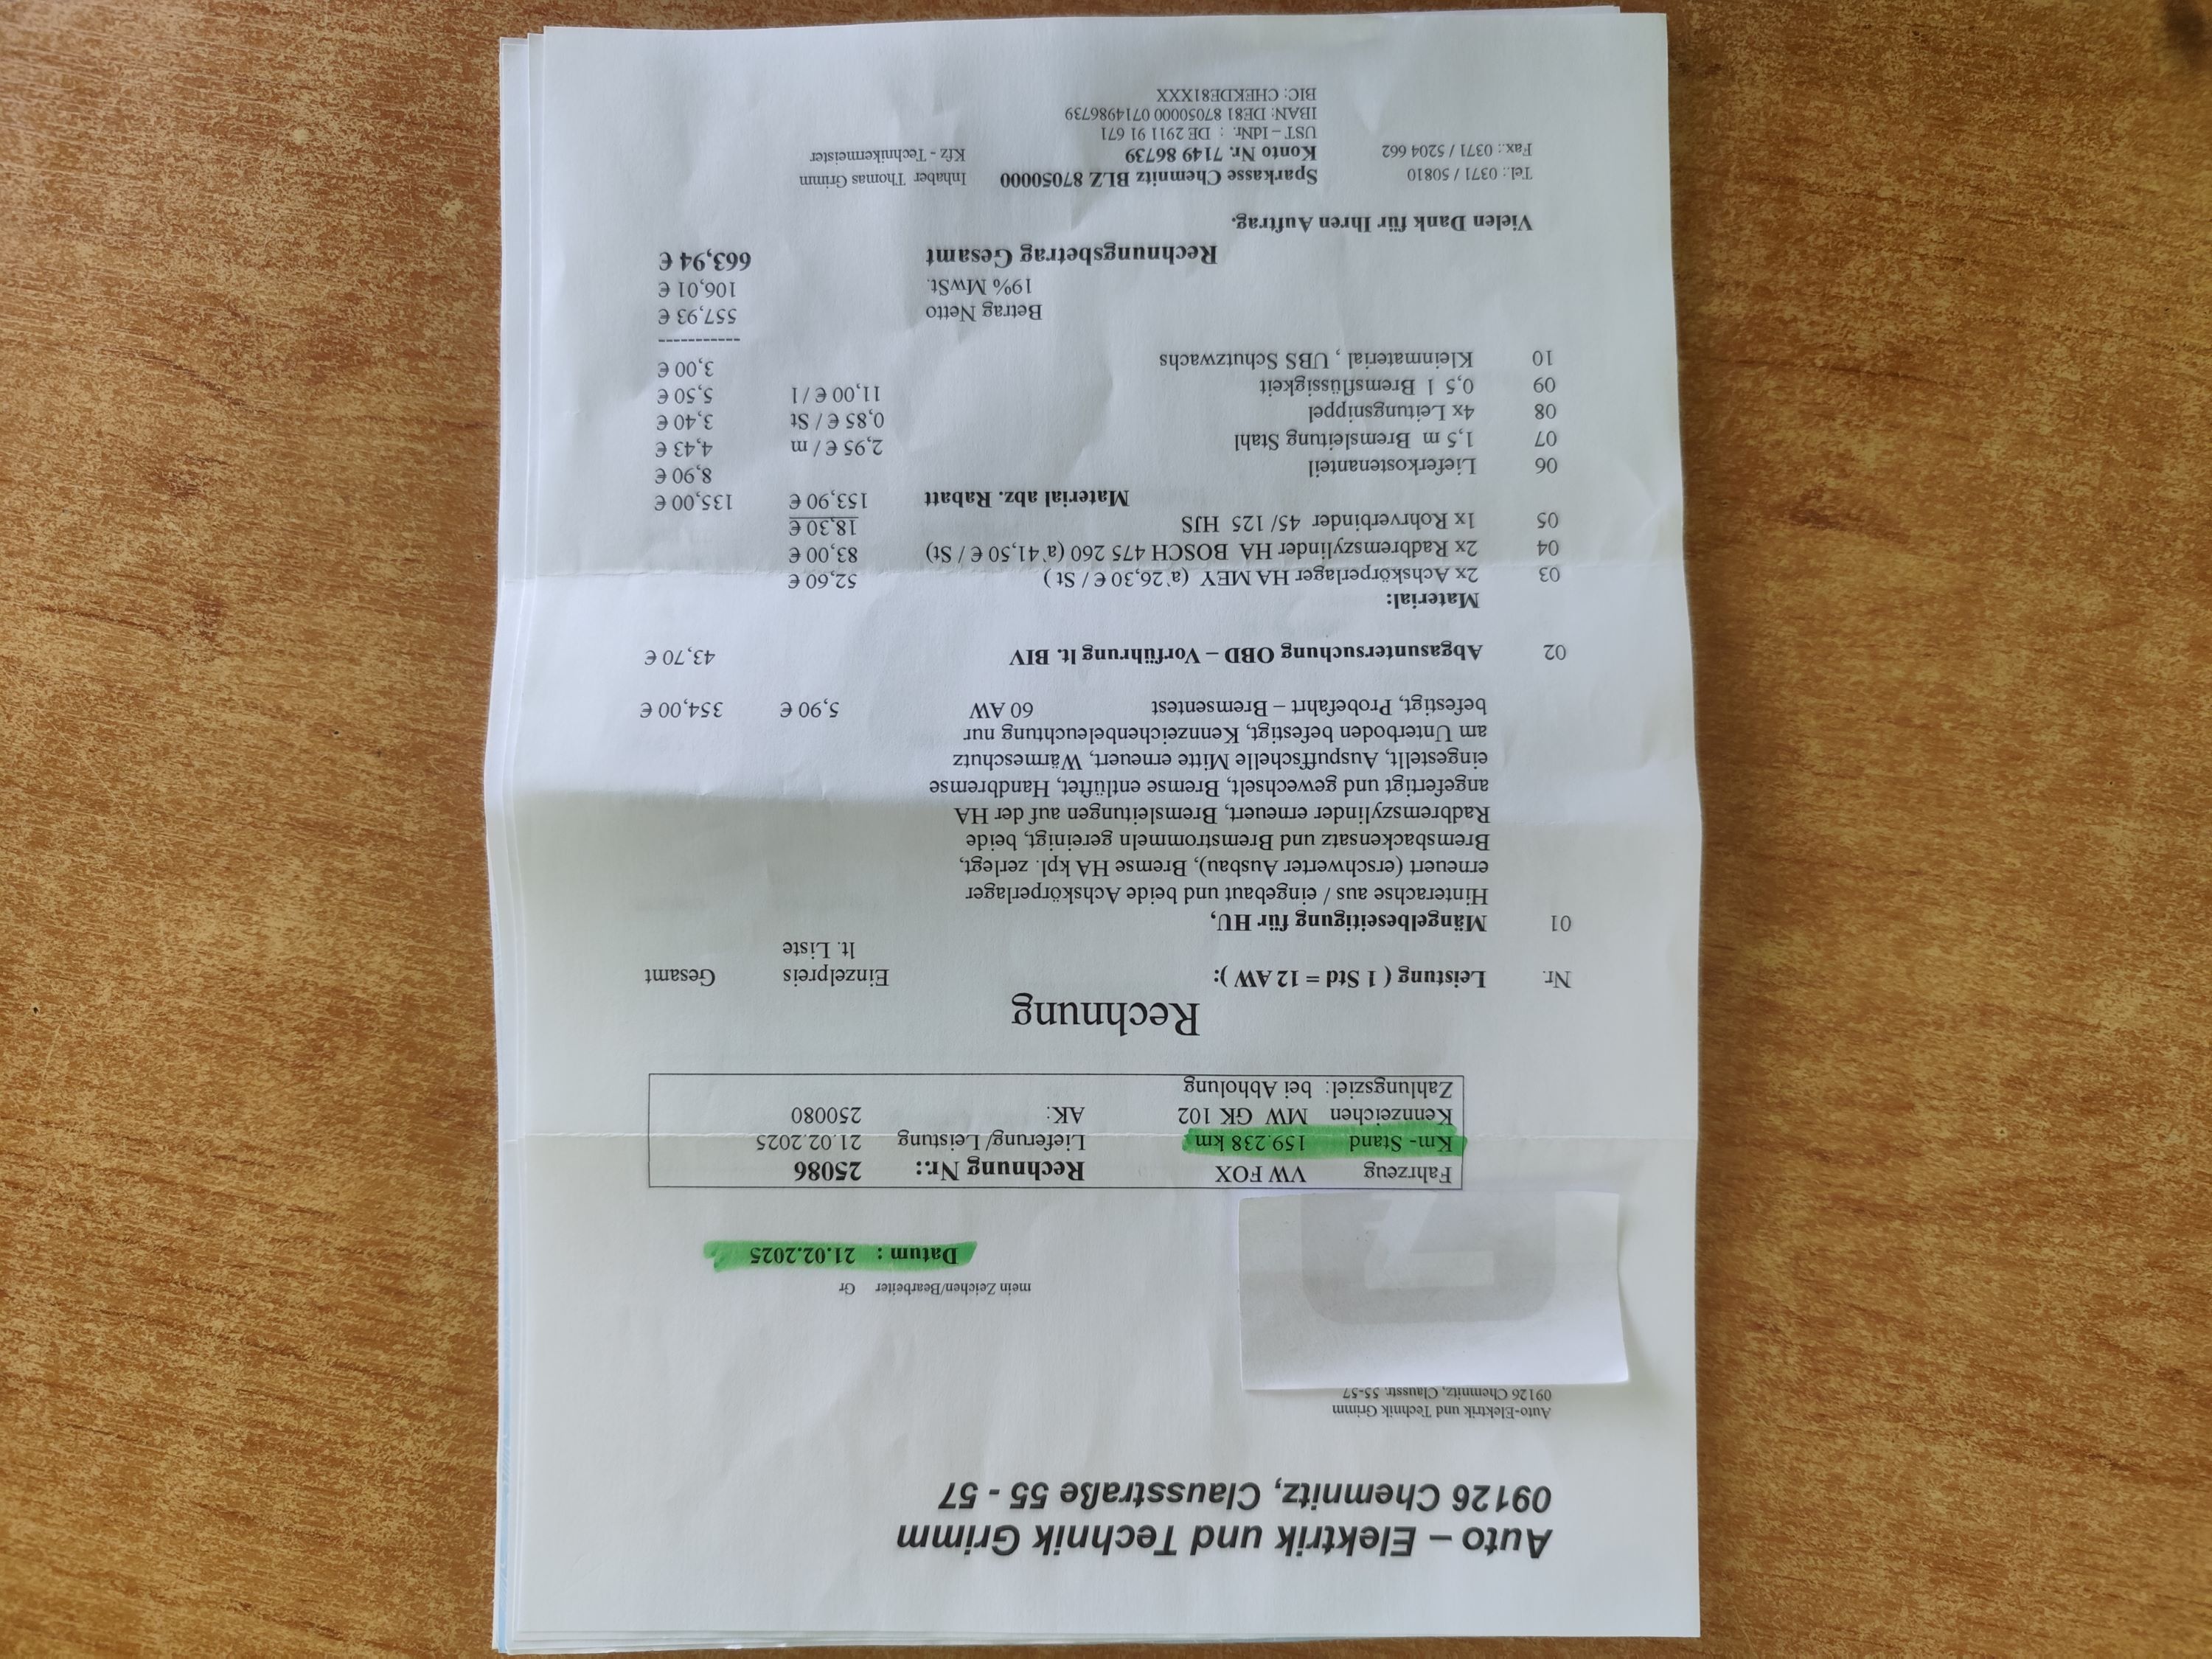 Auto – Elektrik und Technik Grimm
09126 Chemnitz, Clausstraße 55 - 57
Auto-Elektrik und Technik Grimm
09126 Chemnitz, Clausstr. 55-57
mein Zeichen/Bearbeiter Gr
Datum : 21.02.2025
Fahrzeug VW FOX Rechnung Nr.: 25086
Km- Stand 159.238 km Lieferung/ Leistung 21.02.2025
Kennzeichen MW GK 102 AK: 250080
Zahlungsziel: bei Abholung
Rechnung
Nr. Leistung ( 1 Std = 12 AW ): Einzelpreis Gesamt
lt. Liste
01 Mängelbeseitigung für HU,
Hinterachse aus / eingebaut und beide Achskörperlager
erneuert (erschwerter Ausbau), Bremse HA kpl. zerlegt,
Bremsbackensatz und Bremstrommeln gereinigt, beide
Radbremszylinder erneuert, Bremsleitungen auf der HA
angefertigt und gewechselt, Bremse entlüftet, Handbremse
eingestellt, Auspuffschelle Mitte erneuert, Wärmeschutz
am Unterboden befestigt, Kennzeichenbeleuchtung nur
befestigt, Probefahrt – Bremsentest 60 AW 5,90 € 354,00 €
02 Abgasuntersuchung OBD – Vorführung lt. BIV 43,70 €
Material:
03 2x Achskörperlager HA MEY (a`26,30 € / St ) 52,60 €
04 2x Radbremszylinder HA BOSCH 475 260 (a`41,50 € / St) 83,00 €
05 1x Rohrverbinder 45/ 125 HJS 18,30 €
Material abz. Rabatt 153,90 € 135,00 €
06 Lieferkostenanteil 8,90 €
07 1,5 m Bremsleitung Stahl 2,95 € / m 4,43 €
08 4x Leitungsnippel 0,85 € / St 3,40 €
09 0,5 l Bremsflüssigkeit 11,00 € / l 5,50 €
10 Kleinmaterial , UBS Schutzwachs 3,00 €
-----------
Betrag Netto 557,93 €
19% MwSt. 106,01 €
Rechnungsbetrag Gesamt 663,94 €
Vielen Dank für Ihren Auftrag.
Tel.: 0371 / 50810 Sparkasse Chemnitz BLZ 87050000 Inhaber Thomas Grimm
Fax.: 0371 / 5204 662 Konto Nr. 7149 86739 Kfz - Technikermeister
UST – IdNr. : DE 2911 91 671
IBAN: DE81 87050000 0714986739
BIC: CHEKDE81XXX